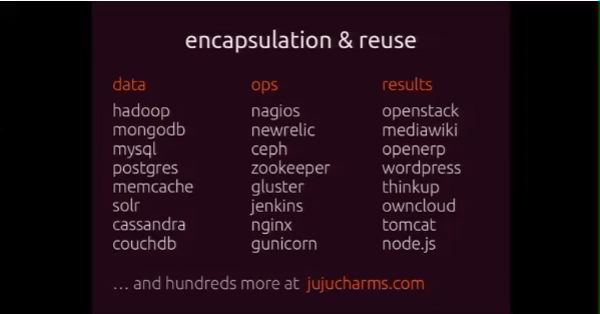 encapsulation & reuse
data ops results
hadoop nagios openstack
mongodb newrelic mediawiki
mysql ceph openerp
postgres zookeeper wordpress
memcache gluster thinkup
solr jenkins owncloud
cassandra nginx tomcat
couchdb gunicorn node.js
... and hundreds more at jujucharms.com